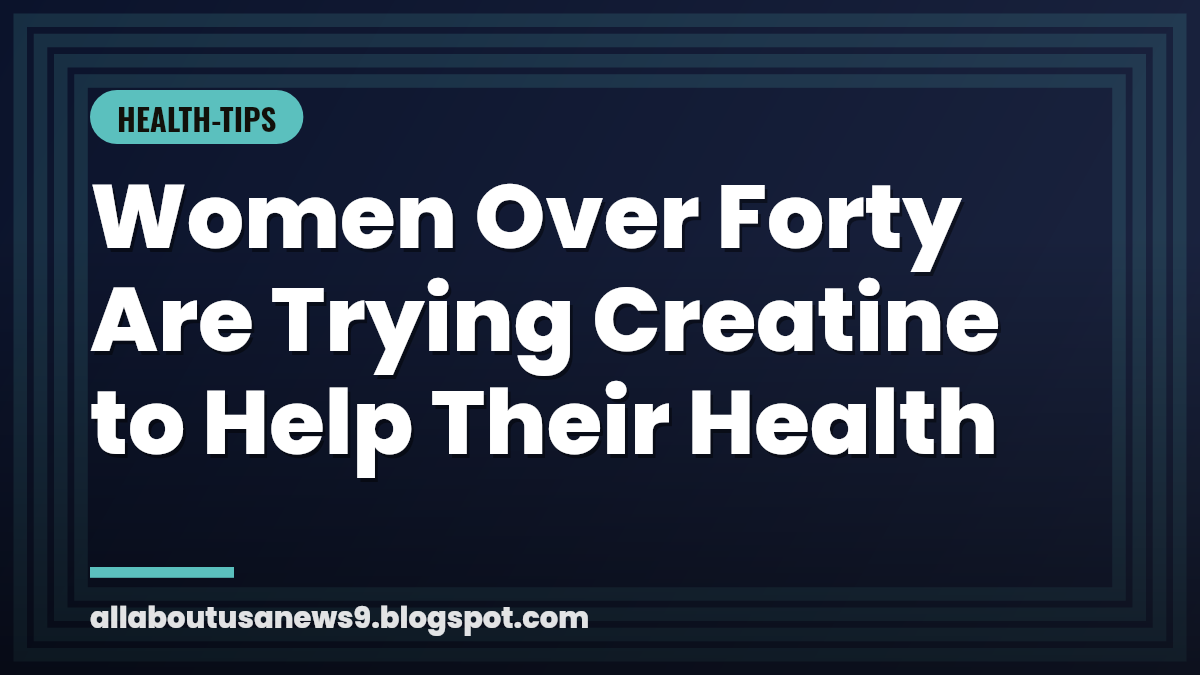 HEALTH-TIPS
Women Over Forty
Are Trying Creatine
to Help Their Health
allaboutusanews9.blogspot.com